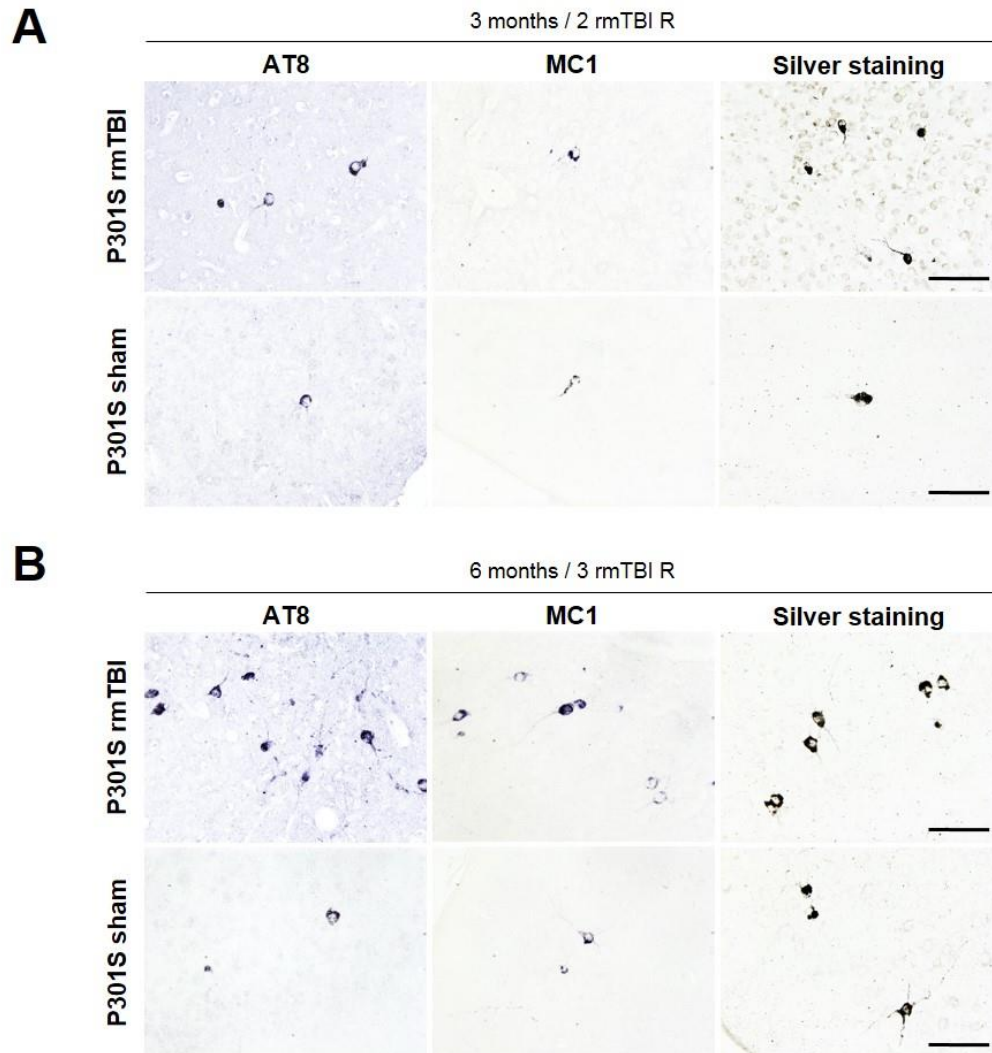 A
3 months / 2 rmTBI R
AT8 MC1 Silver staining
P301S rmTBI
P301S sham
B
6 months / 3 rmTBI R
AT8 MC1 Silver staining
P301S rmTBI
P301S sham